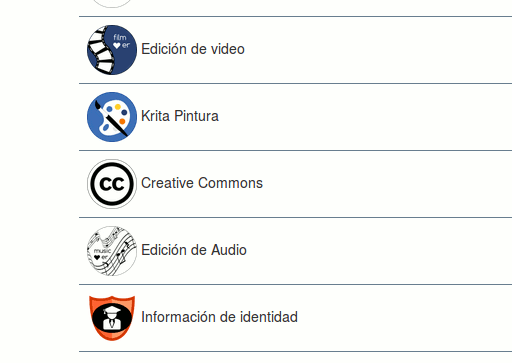 film
er
Edición de video
Krita Pintura
cc
Creative Commons
music
er
Edición de Audio
Información de identidad